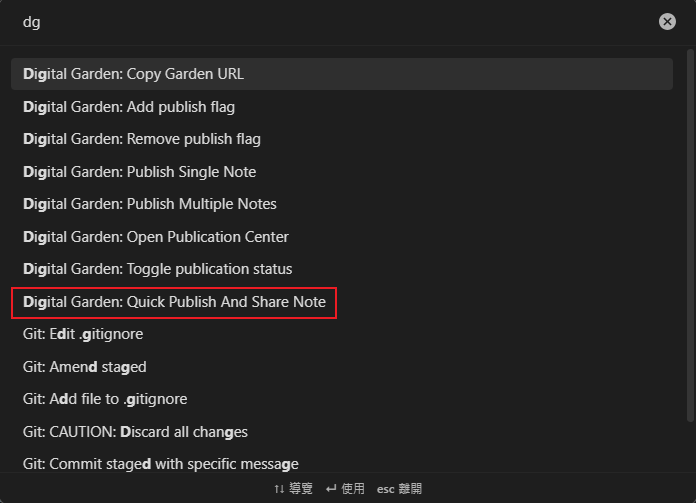 dg
Digital Garden: Copy Garden URL
Digital Garden: Add publish flag
Digital Garden: Remove publish flag
Digital Garden: Publish Single Note
Digital Garden: Publish Multiple Notes
Digital Garden: Open Publication Center
Digital Garden: Toggle publication status
Digital Garden: Quick Publish And Share Note
Git: Edit .gitignore
Git: Amend staged
Git: Add file to .gitignore
Git: CAUTION: Discard all changes
Git: Commit staged with specific message
↑↓ 導覽 ↵ 使用 esc 離開